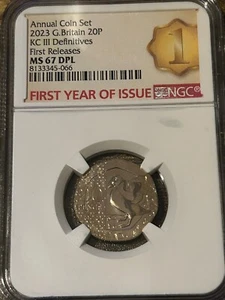 Annual Coin Set
2023 G.Britain 20P
KC III Definitives
First Releases
MS 67 DPL
8133345-066
1
FIRST YEAR OF ISSUE NGC